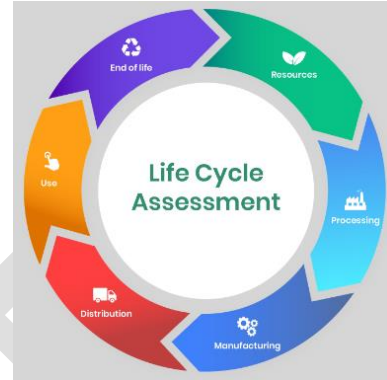 Life Cycle
Assessment
Resources
Processing
Manufacturing
Distribution
Use
End of life